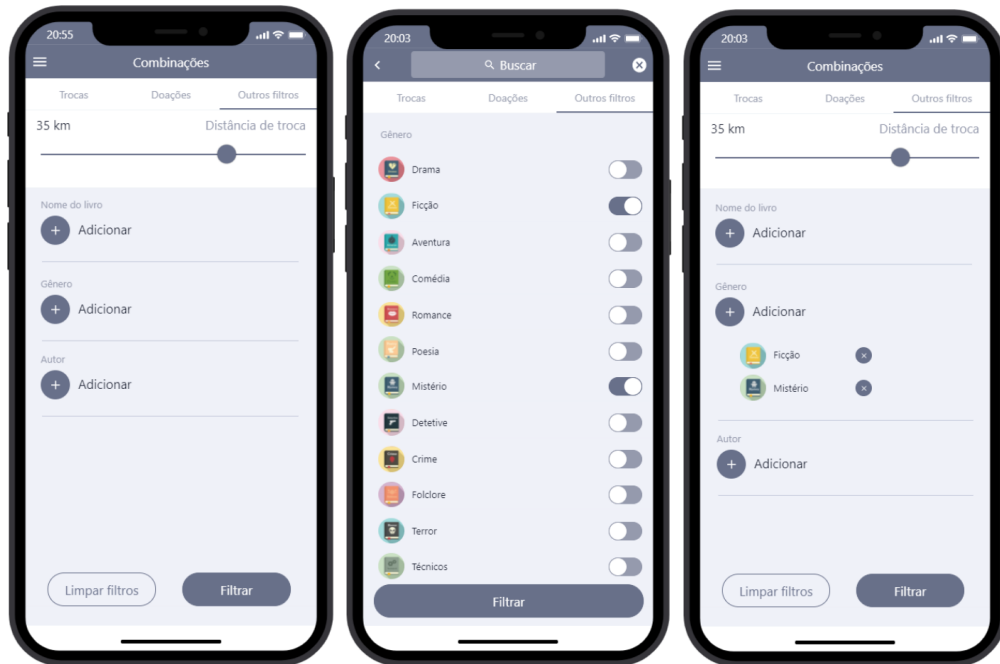 20:55
Combinações
Trocas Doações Outros filtros
35 km Distância de troca
Nome do livro
+ Adicionar
Gênero
+ Adicionar
Autor
+ Adicionar
Limpar filtros Filtrar
20:03
Buscar
Trocas Doações Outros filtros
Gênero
Drama
Ficção
Aventura
Comédia
Romance
Poesia
Mistério
Detetive
Crime
Folclore
Terror
Técnicos
Filtrar
20:03
Combinações
Trocas Doações Outros filtros
35 km Distância de troca
Nome do livro
+ Adicionar
Gênero
+ Adicionar
Ficção
Mistério
Autor
+ Adicionar
Limpar filtros Filtrar